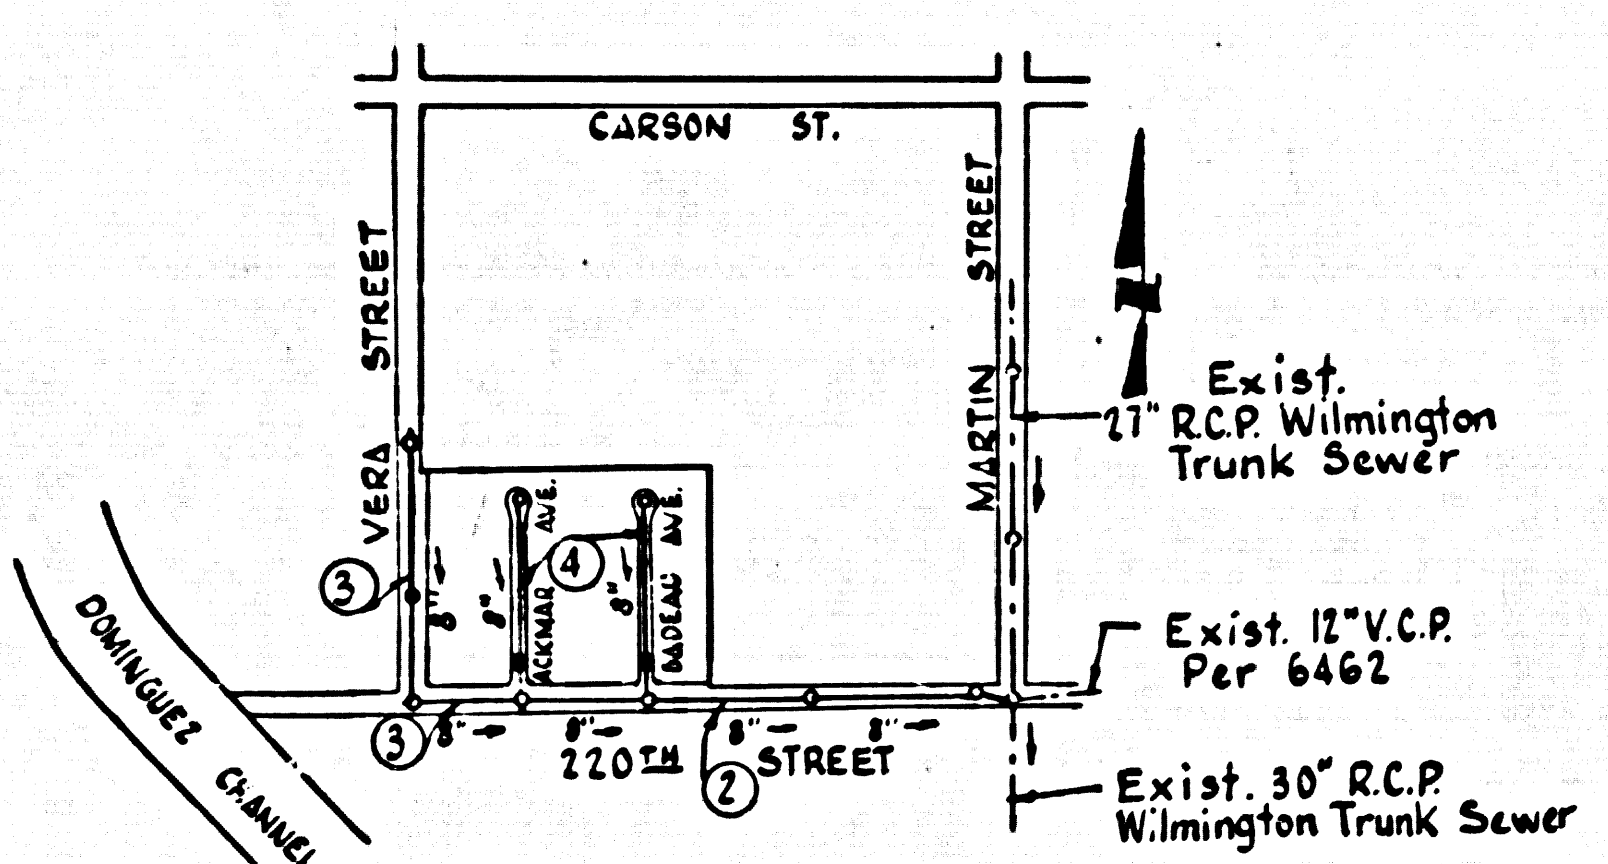 CARSON ST.
VERA STREET
MARTIN STREET
N
Exist.
27" R.C.P. Wilmington
Trunk Sewer
ACKMAR AVE.
BADEAU AVE.
3
4
8"
8"
8"
DOMINGUEZ CHANNEL
Exist. 12" V.C.P.
Per 6462
3
8"
8"
8"
8"
220TH STREET
2
Exist. 30" R.C.P.
Wilmington Trunk Sewer